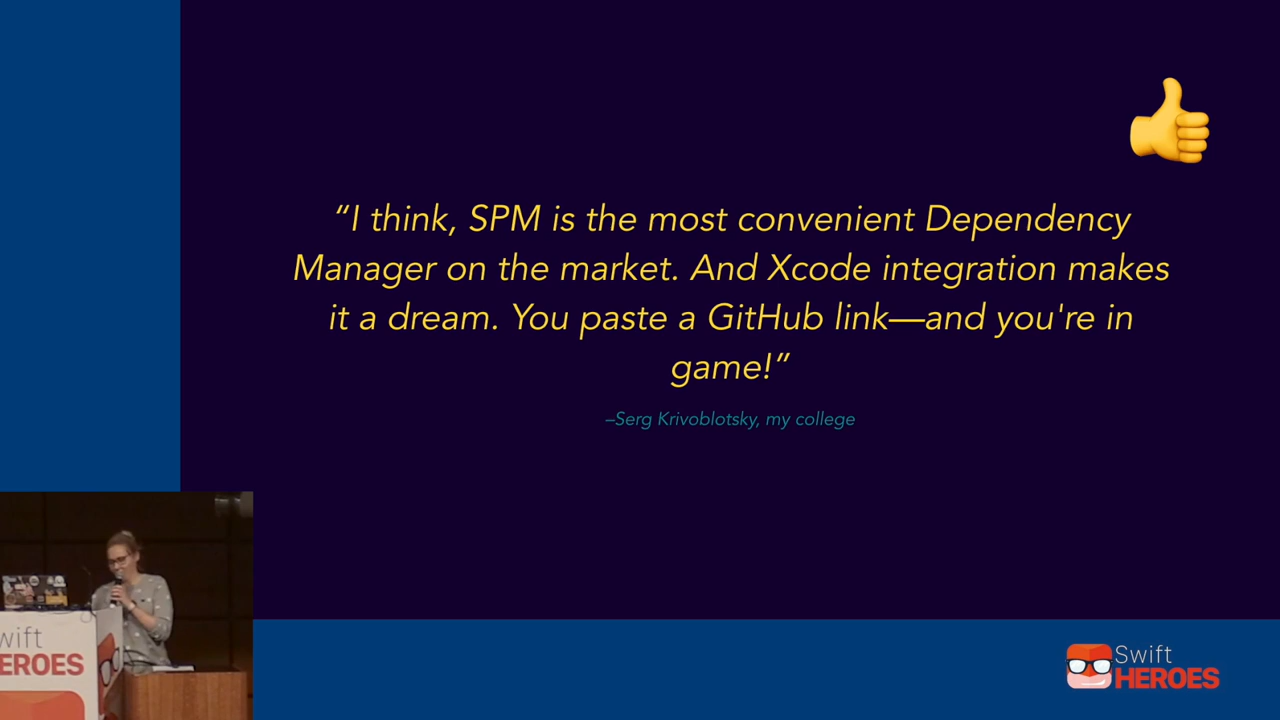 “I think, SPM is the most convenient Dependency
Manager on the market. And Xcode integration makes
it a dream. You paste a GitHub link—and you're in
game!”
–Serg Krivoblotsky, my college
wift
EROES
Swift
HEROES